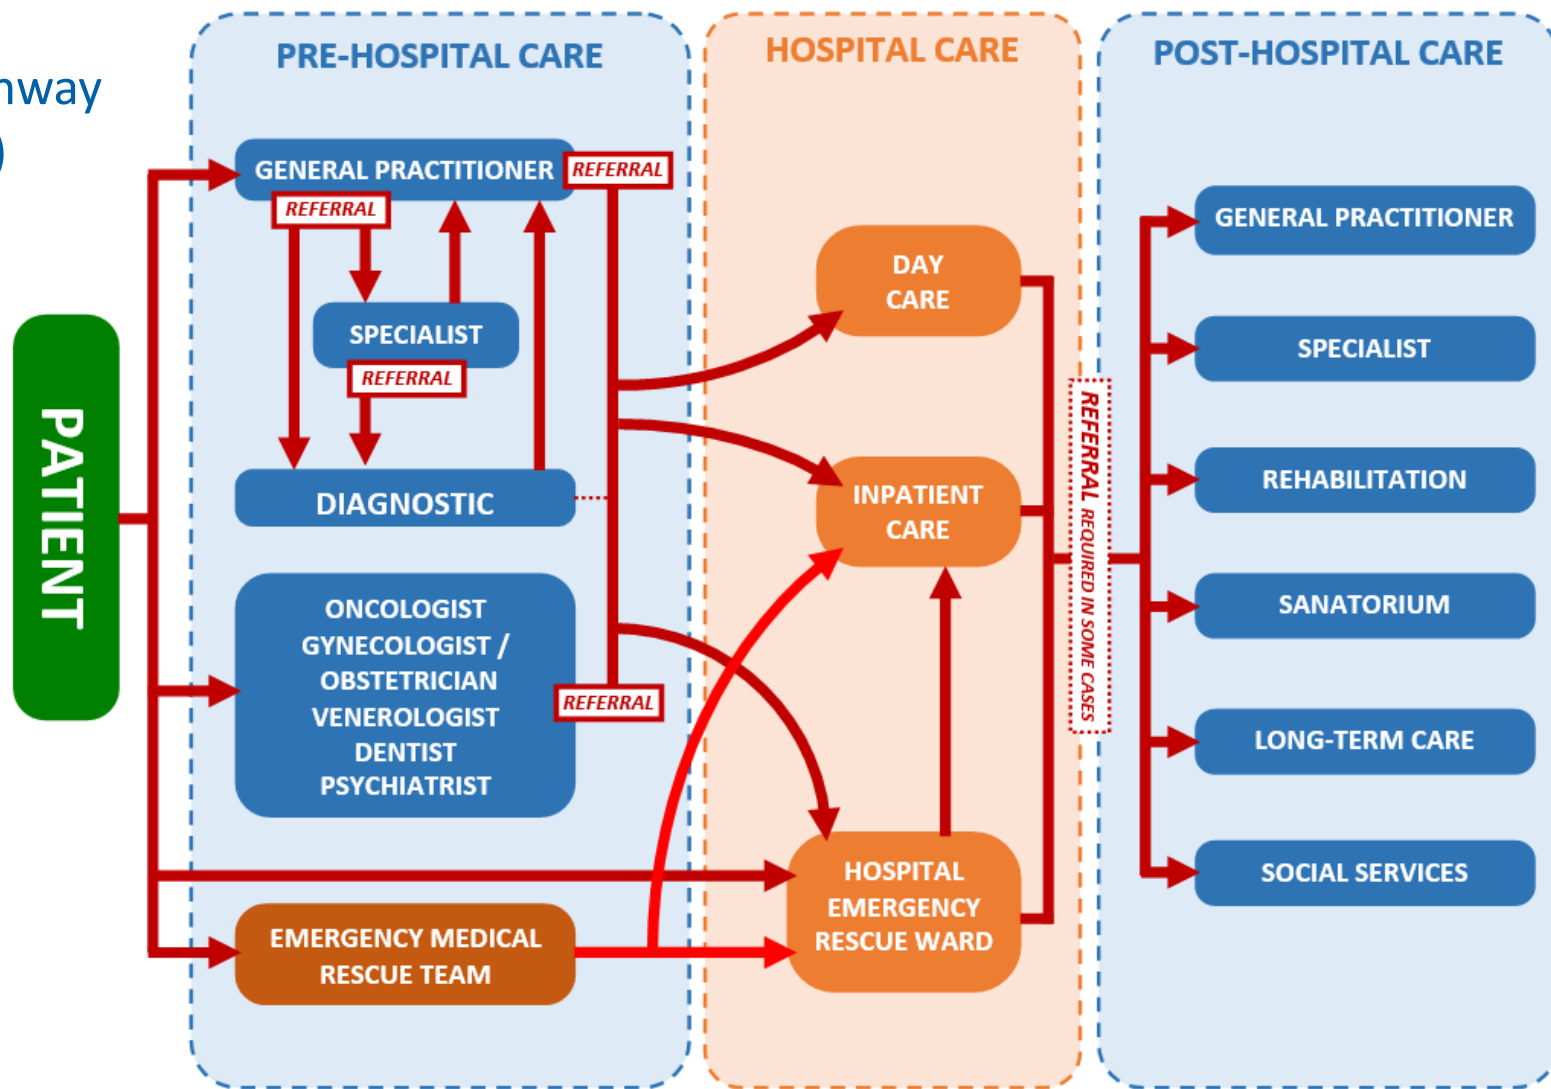 nway
)
PATIENT
PRE-HOSPITAL CARE
GENERAL PRACTITIONER
REFERRAL
REFERRAL
SPECIALIST
REFERRAL
DIAGNOSTIC
ONCOLOGIST
GYNECOLOGIST /
OBSTETRICIAN
VENEROLOGIST
DENTIST
PSYCHIATRIST
REFERRAL
EMERGENCY MEDICAL
RESCUE TEAM
HOSPITAL CARE
DAY
CARE
INPATIENT
CARE
HOSPITAL
EMERGENCY
RESCUE WARD
REFERRAL REQUIRED IN SOME CASES
POST-HOSPITAL CARE
GENERAL PRACTITIONER
SPECIALIST
REHABILITATION
SANATORIUM
LONG-TERM CARE
SOCIAL SERVICES